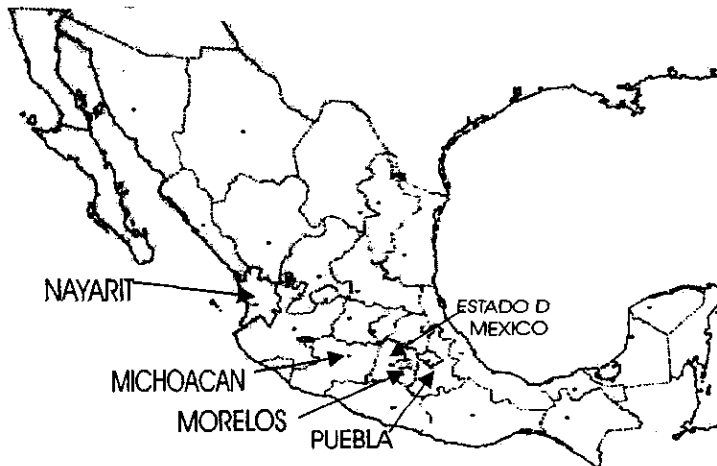 NAYARIT
ESTADO D
MEXICO
MICHOACAN
MORELOS
PUEBLA